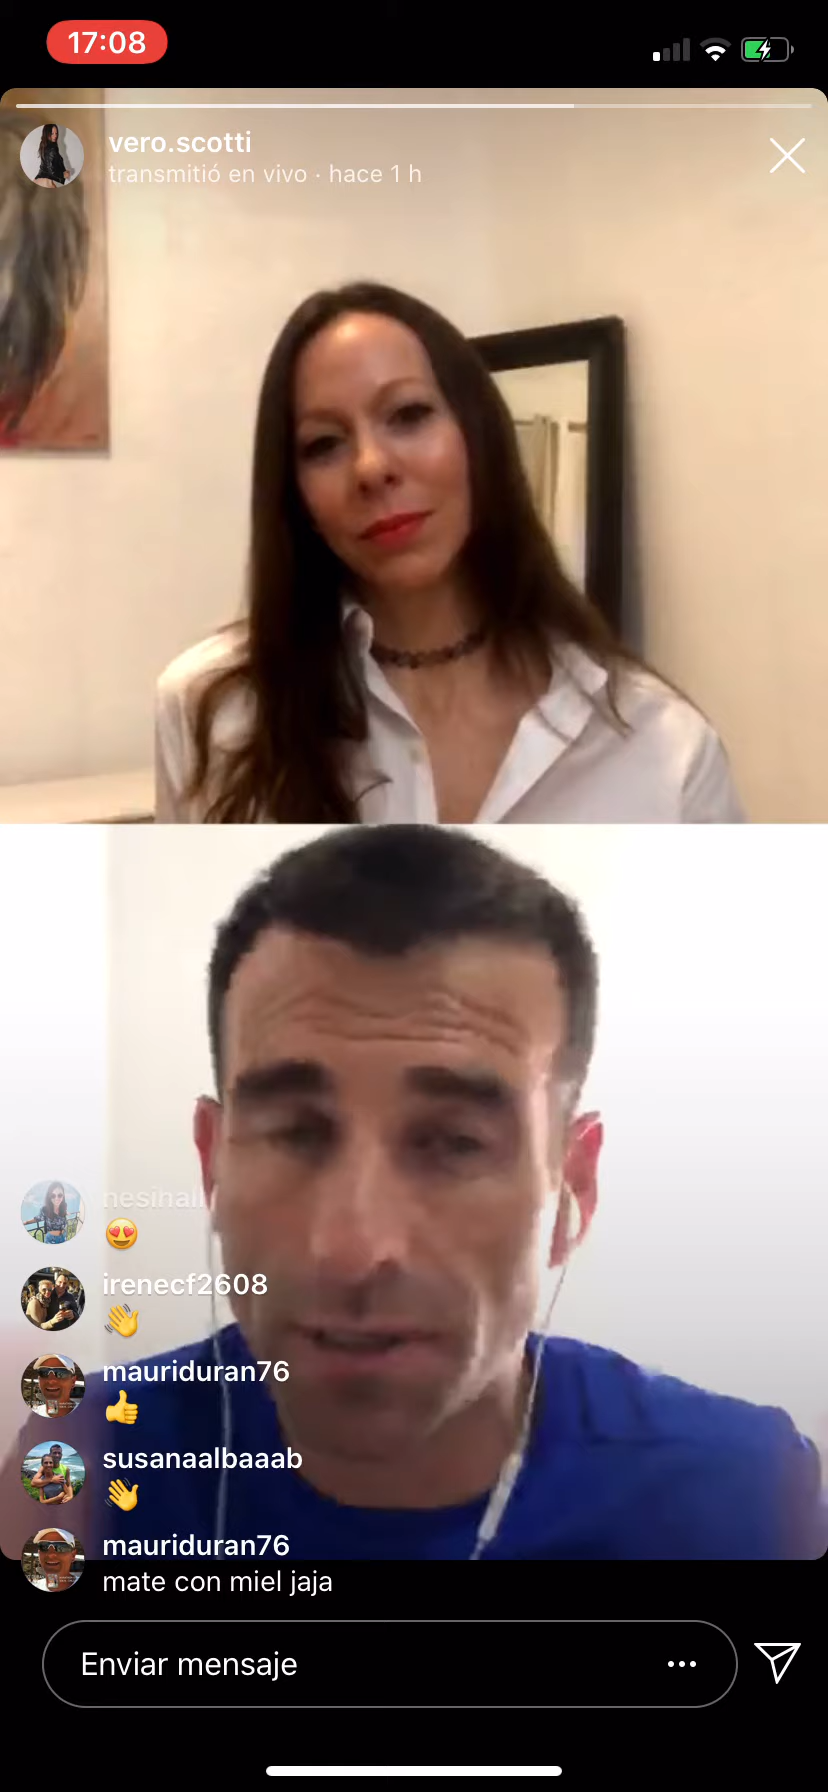 17:08
vero.scotti
transmitió en vivo · hace 1 h
nesihall
irenecf2608
mauriduran76
susanaalbaaab
mauriduran76
mate con miel jaja
Enviar mensaje